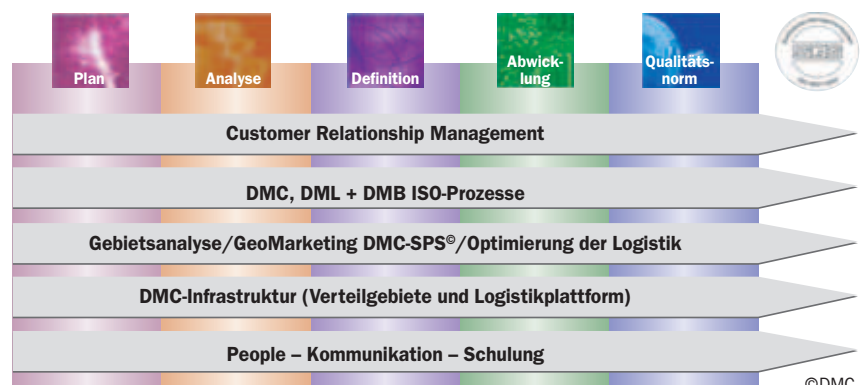 Plan
Analyse
Definition
Abwick-
lung
Qualitäts-
norm
Customer Relationship Management
DMC, DML + DMB ISO-Prozesse
Gebietsanalyse/GeoMarketing DMC-SPS©/Optimierung der Logistik
DMC-Infrastruktur (Verteilgebiete und Logistikplattform)
People – Kommunikation – Schulung
©DMC